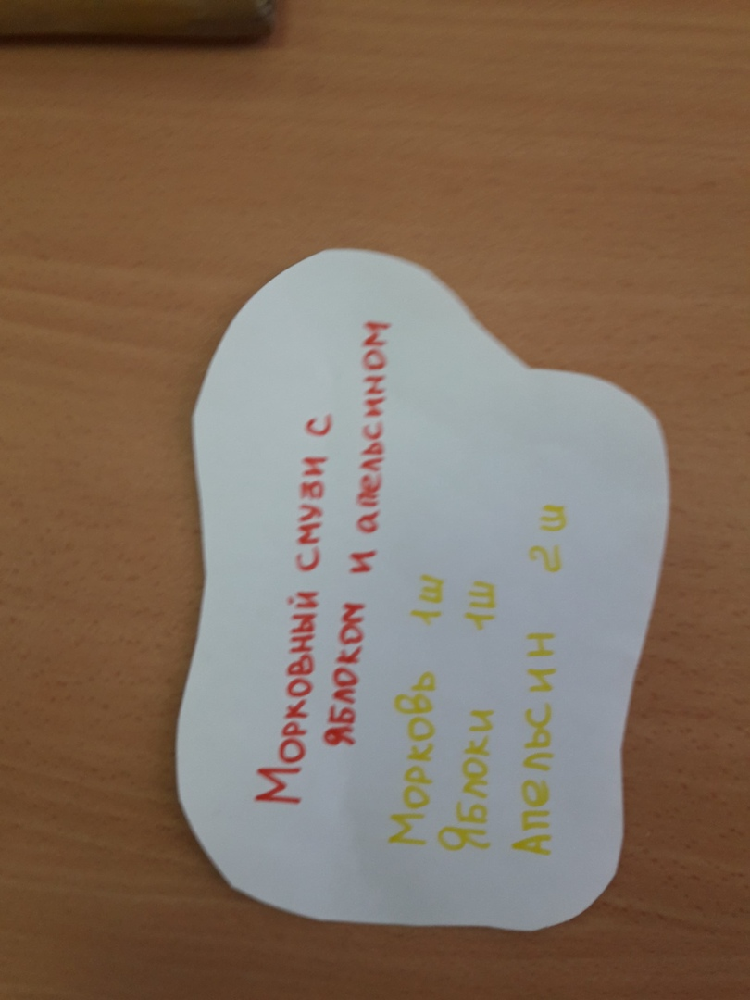 Морковный смузи с
яблоком и апельсином
Морковь 1ш
Яблоки 1ш
Апельсин 2ш